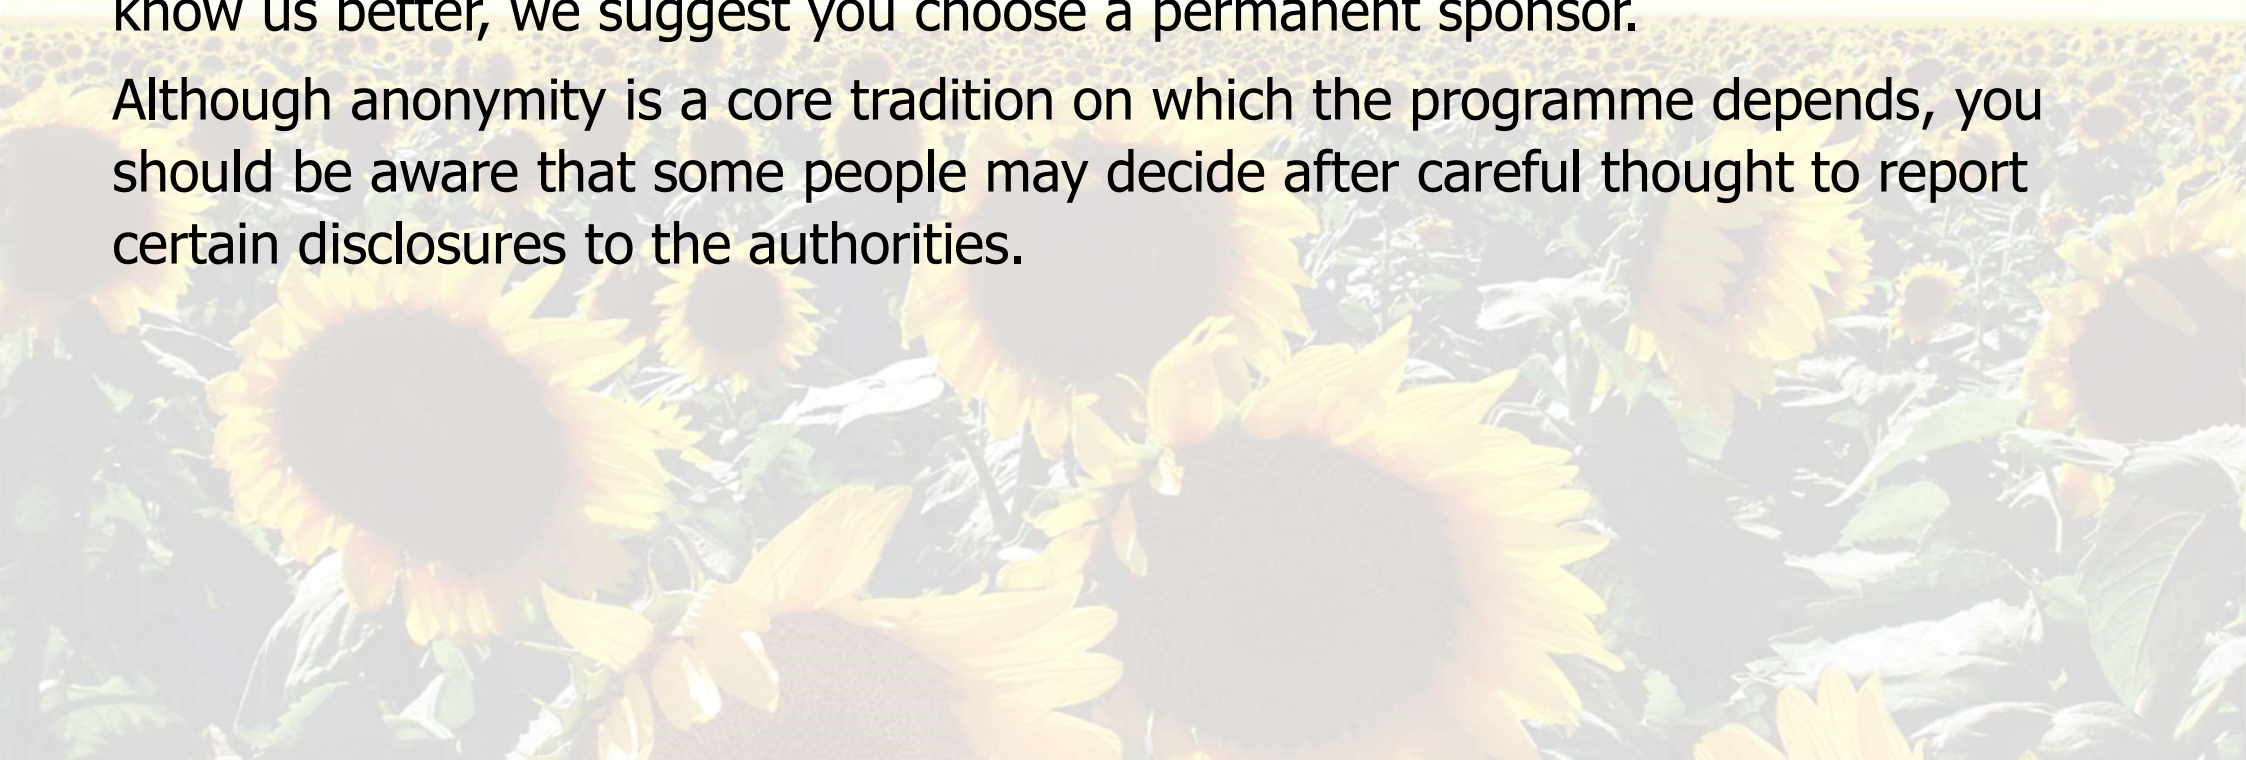 know us better, we suggest you choose a permanent sponsor.
Although anonymity is a core tradition on which the programme depends, you
should be aware that some people may decide after careful thought to report
certain disclosures to the authorities.